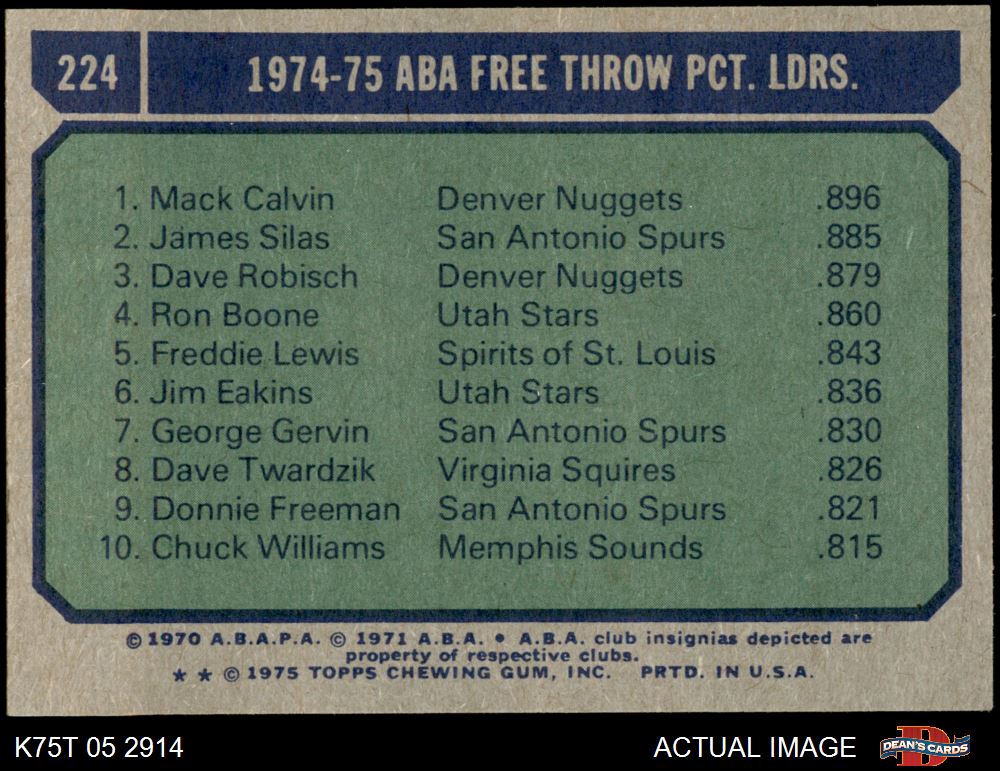 224 1974-75 ABA FREE THROW PCT. LDRS.
1. Mack Calvin Denver Nuggets .896
2. James Silas San Antonio Spurs .885
3. Dave Robisch Denver Nuggets .879
4. Ron Boone Utah Stars .860
5. Freddie Lewis Spirits of St. Louis .843
6. Jim Eakins Utah Stars .836
7. George Gervin San Antonio Spurs .830
8. Dave Twardzik Virginia Squires .826
9. Donnie Freeman San Antonio Spurs .821
10. Chuck Williams Memphis Sounds .815
© 1970 A.B.A.P.A. © 1971 A.B.A. • A.B.A. club insignias depicted are
property of respective clubs.
★ ★ © 1975 TOPPS CHEWING GUM, INC. PRTD. IN U.S.A.
K75T 05 2914 ACTUAL IMAGE DEAN'S CARDS